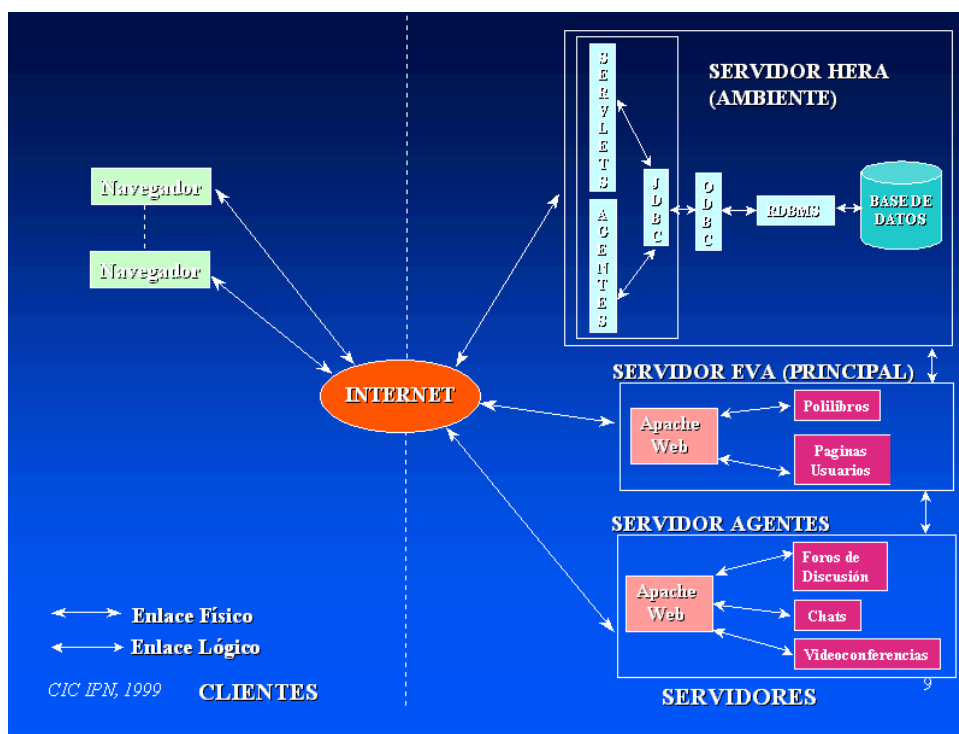 SERVIDOR HERA
(AMBIENTE)
SERVLETS
AGENTES
JDBC
ODBC
RDBMS
BASE DE
DATOS
Navegador
Navegador
INTERNET
SERVIDOR EVA (PRINCIPAL)
Apache
Web
Polilibros
Paginas
Usuarios
SERVIDOR AGENTES
Apache
Web
Foros de
Discusión
Chats
Videoconferencias
Enlace Físico
Enlace Lógico
CIC IPN, 1999
CLIENTES
SERVIDORES
9